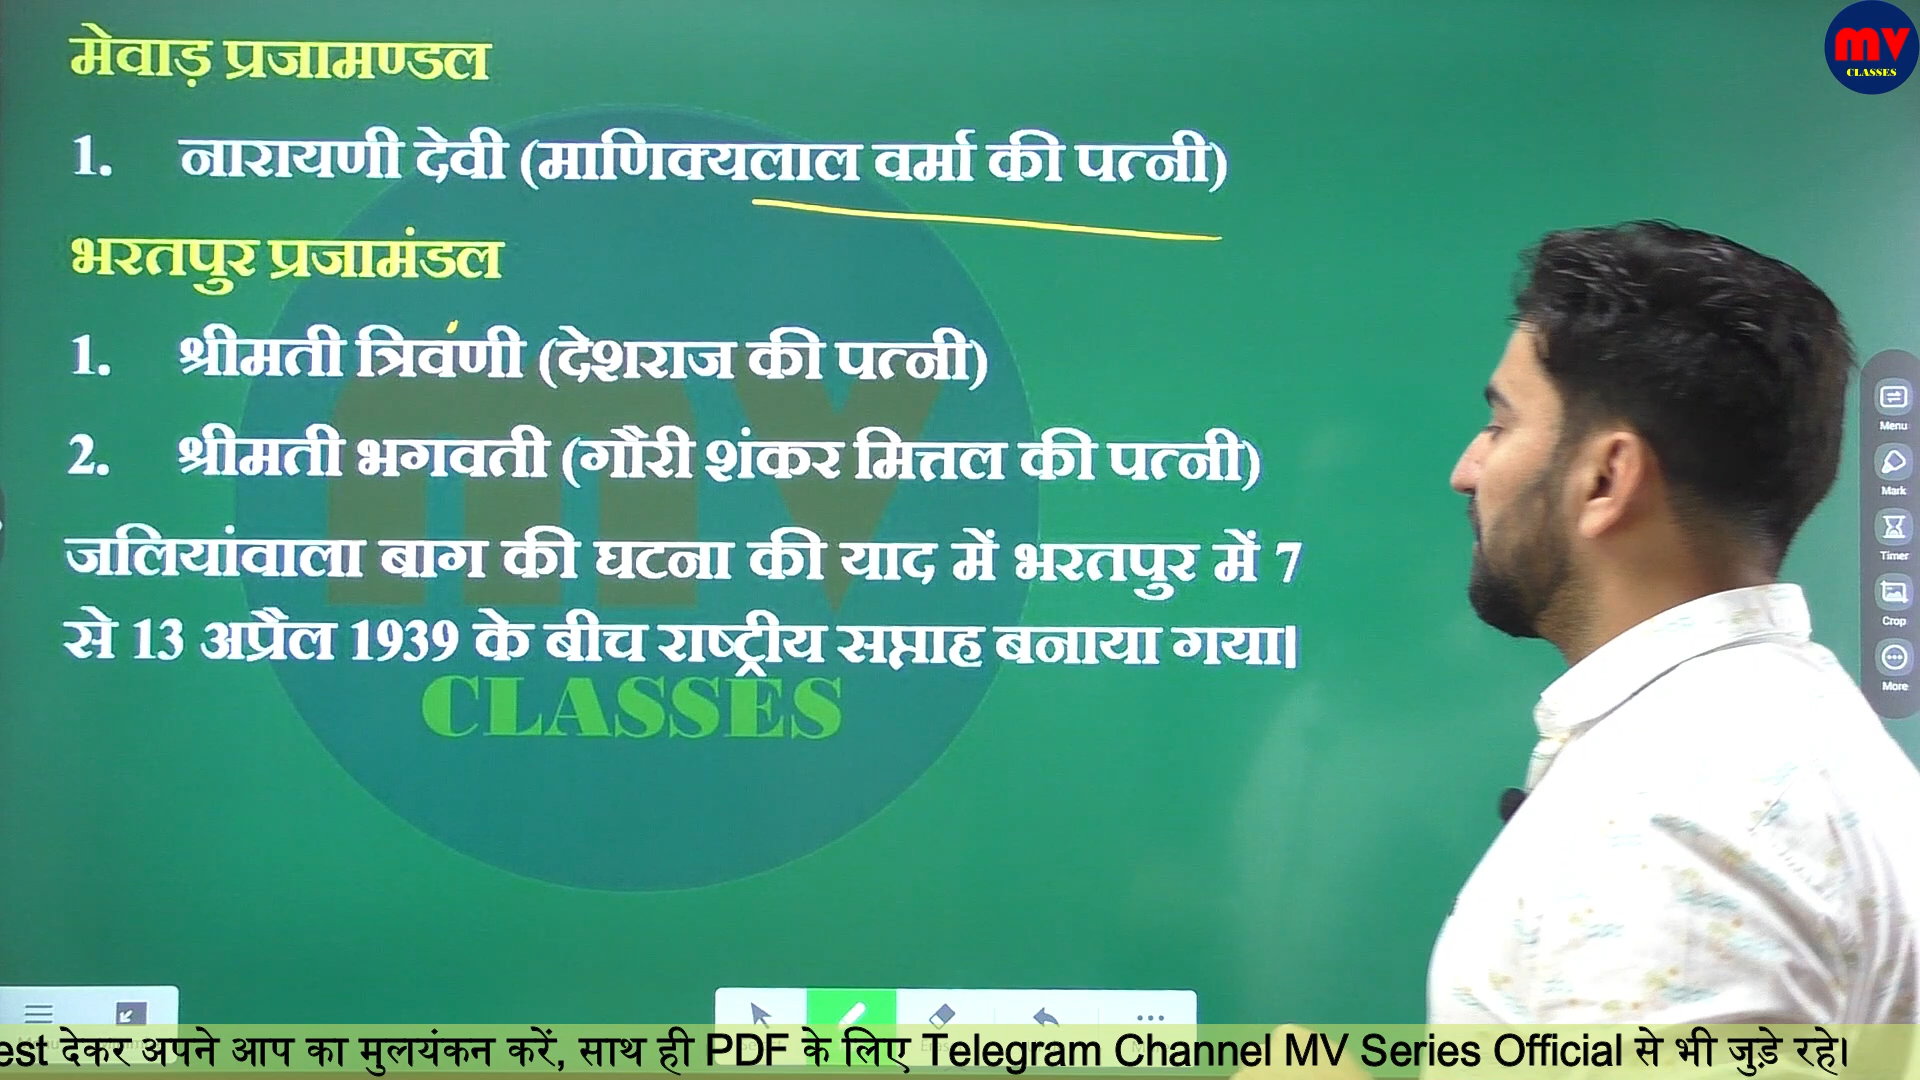 मेवाड़ प्रजामण्डल
1. नारायणी देवी (माणिक्यलाल वर्मा की पत्नी)
भरतपुर प्रजामंडल
1. श्रीमती त्रिवंणी (देशराज की पत्नी)
2. श्रीमती भगवती (गौरी शंकर मित्तल की पत्नी)
जलियांवाला बाग की घटना की याद में भरतपुर में 7
से 13 अप्रैल 1939 के बीच राष्ट्रीय सप्ताह बनाया गया।
mv
CLASSES
mv
CLASSES
Menu
Mark
Timer
Crop
More
est देकर अपने आप का मुलयंकन करें, साथ ही PDF के लिए Telegram Channel MV Series Official से भी जुड़े रहे।